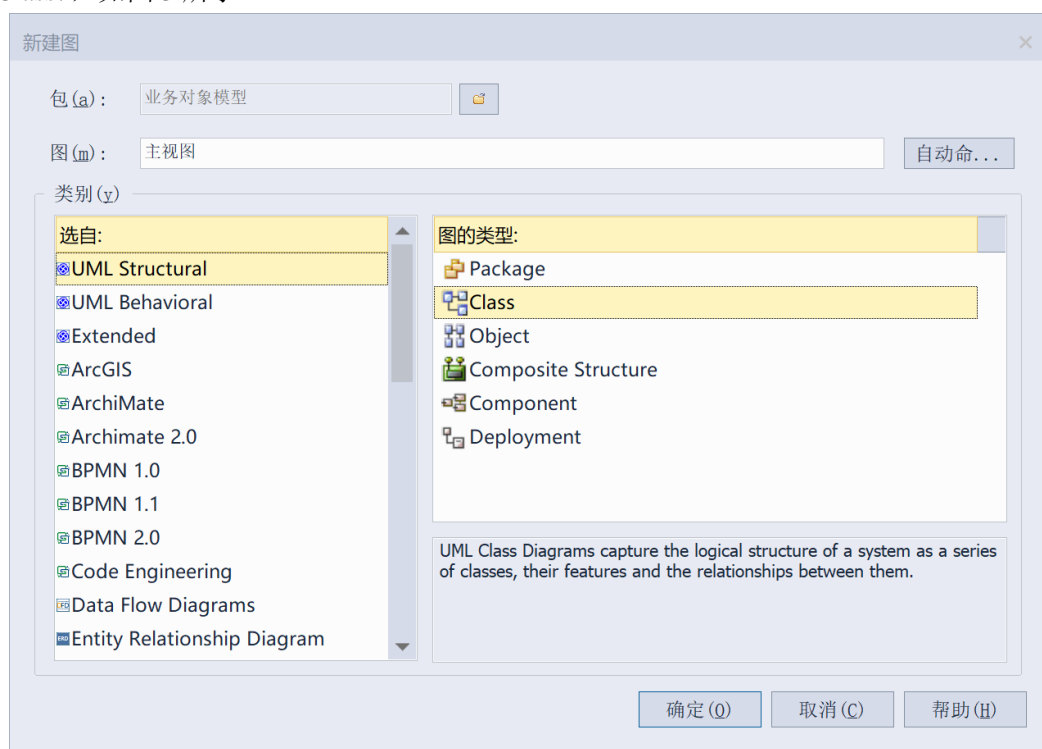 新建图
包(a): 业务对象模型
图(m): 主视图 自动命...
类别(y)
选自:
UML Structural
UML Behavioral
Extended
ArcGIS
ArchiMate
Archimate 2.0
BPMN 1.0
BPMN 1.1
BPMN 2.0
Code Engineering
Data Flow Diagrams
Entity Relationship Diagram
图的类型:
Package
Class
Object
Composite Structure
Component
Deployment
UML Class Diagrams capture the logical structure of a system as a series
of classes, their features and the relationships between them.
确定(O) 取消(C) 帮助(H)